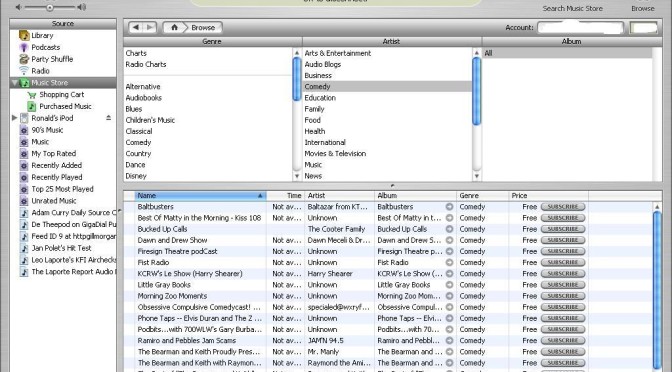 Search Music Store
Browse
Source
Browse
Account:
Library
Podcasts
Party Shuffle
Radio
Music Store
Shopping Cart
Purchased Music
Ronald's iPod
90's Music
Music
My Top Rated
Recently Added
Recently Played
Top 25 Most Played
Unrated Music
Adam Curry Daily Source C
De Theepod on GigaDial Pu
Feed ID 9 at httpgillmorgan
Jan Polet's Hit Test
Leo Laporte's KFI Airchecks
The Laporte Report Audio
Genre
Charts
Radio Charts
Alternative
Audiobooks
Blues
Children's Music
Classical
Comedy
Country
Dance
Disney
Artist
Arts & Entertainment
Audio Blogs
Business
Comedy
Education
Family
Food
Health
International
Movies & Television
Music
News
Album
All
Name Time Artist Album Genre Price
Baltbusters Not av... Baltazar from KT... Baltbusters Comedy Free SUBSCRIBE
Best Of Matty in the Morning - Kiss 108 Not av... Unknown Best Of Matty in t... Comedy Free SUBSCRIBE
Bucked Up Calls Not av... The Cooter Family Bucked Up Calls Comedy Free SUBSCRIBE
Dawn and Drew Show Not av... Dawn Meceli & Dr... Dawn and Drew S... Comedy Free SUBSCRIBE
Firesign Theatre podCast Not av... Unknown Firesign Theatre ... Comedy Free SUBSCRIBE
Fist Radio Not av... Unknown Fist Radio Comedy Free SUBSCRIBE
KCRW's Le Show (Harry Shearer) Not av... Harry Shearer KCRW's Le Show ... Comedy Free SUBSCRIBE
Little Gray Books Not av... Unknown Little Gray Books Comedy Free SUBSCRIBE
Morning Zoo Moments Not av... Unknown Morning Zoo Mom... Comedy Free SUBSCRIBE
Obsessive Compulsive Comedycast! ... Not av... specialed@wxryf... Obsessive Compul... Comedy Free SUBSCRIBE
Phone Taps -- Elvis Duran and The Z... Not av... Unknown Phone Taps -- Elvi... Comedy Free SUBSCRIBE
Podbits...with 700WLW's Gary Burba... Not av... Unknown Podbits...with 70... Comedy Free SUBSCRIBE
Ramiro and Pebbles Jam Scams Not av... JAM'N 94.5 Ramiro and Pebble... Comedy Free SUBSCRIBE
The Bearman and Keith Proudly Pres... Not av... Mr. Manly The Bearman and ... Comedy Free SUBSCRIBE
The Bearman and Keith with Raymon... Not av... Raymond the Ami... The Bearman and ... Comedy Free SUBSCRIBE